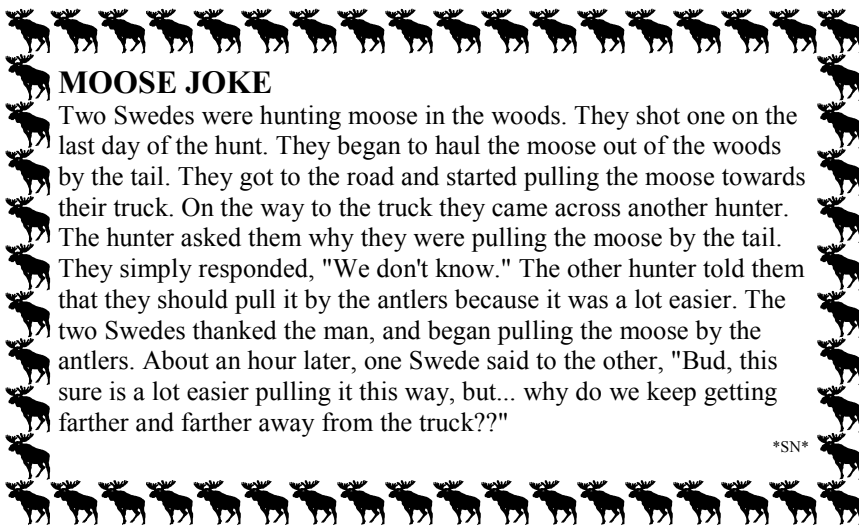 MOOSE JOKE
Two Swedes were hunting moose in the woods. They shot one on the
last day of the hunt. They began to haul the moose out of the woods
by the tail. They got to the road and started pulling the moose towards
their truck. On the way to the truck they came across another hunter.
The hunter asked them why they were pulling the moose by the tail.
They simply responded, "We don't know." The other hunter told them
that they should pull it by the antlers because it was a lot easier. The
two Swedes thanked the man, and began pulling the moose by the
antlers. About an hour later, one Swede said to the other, "Bud, this
sure is a lot easier pulling it this way, but... why do we keep getting
farther and farther away from the truck??"
*SN*